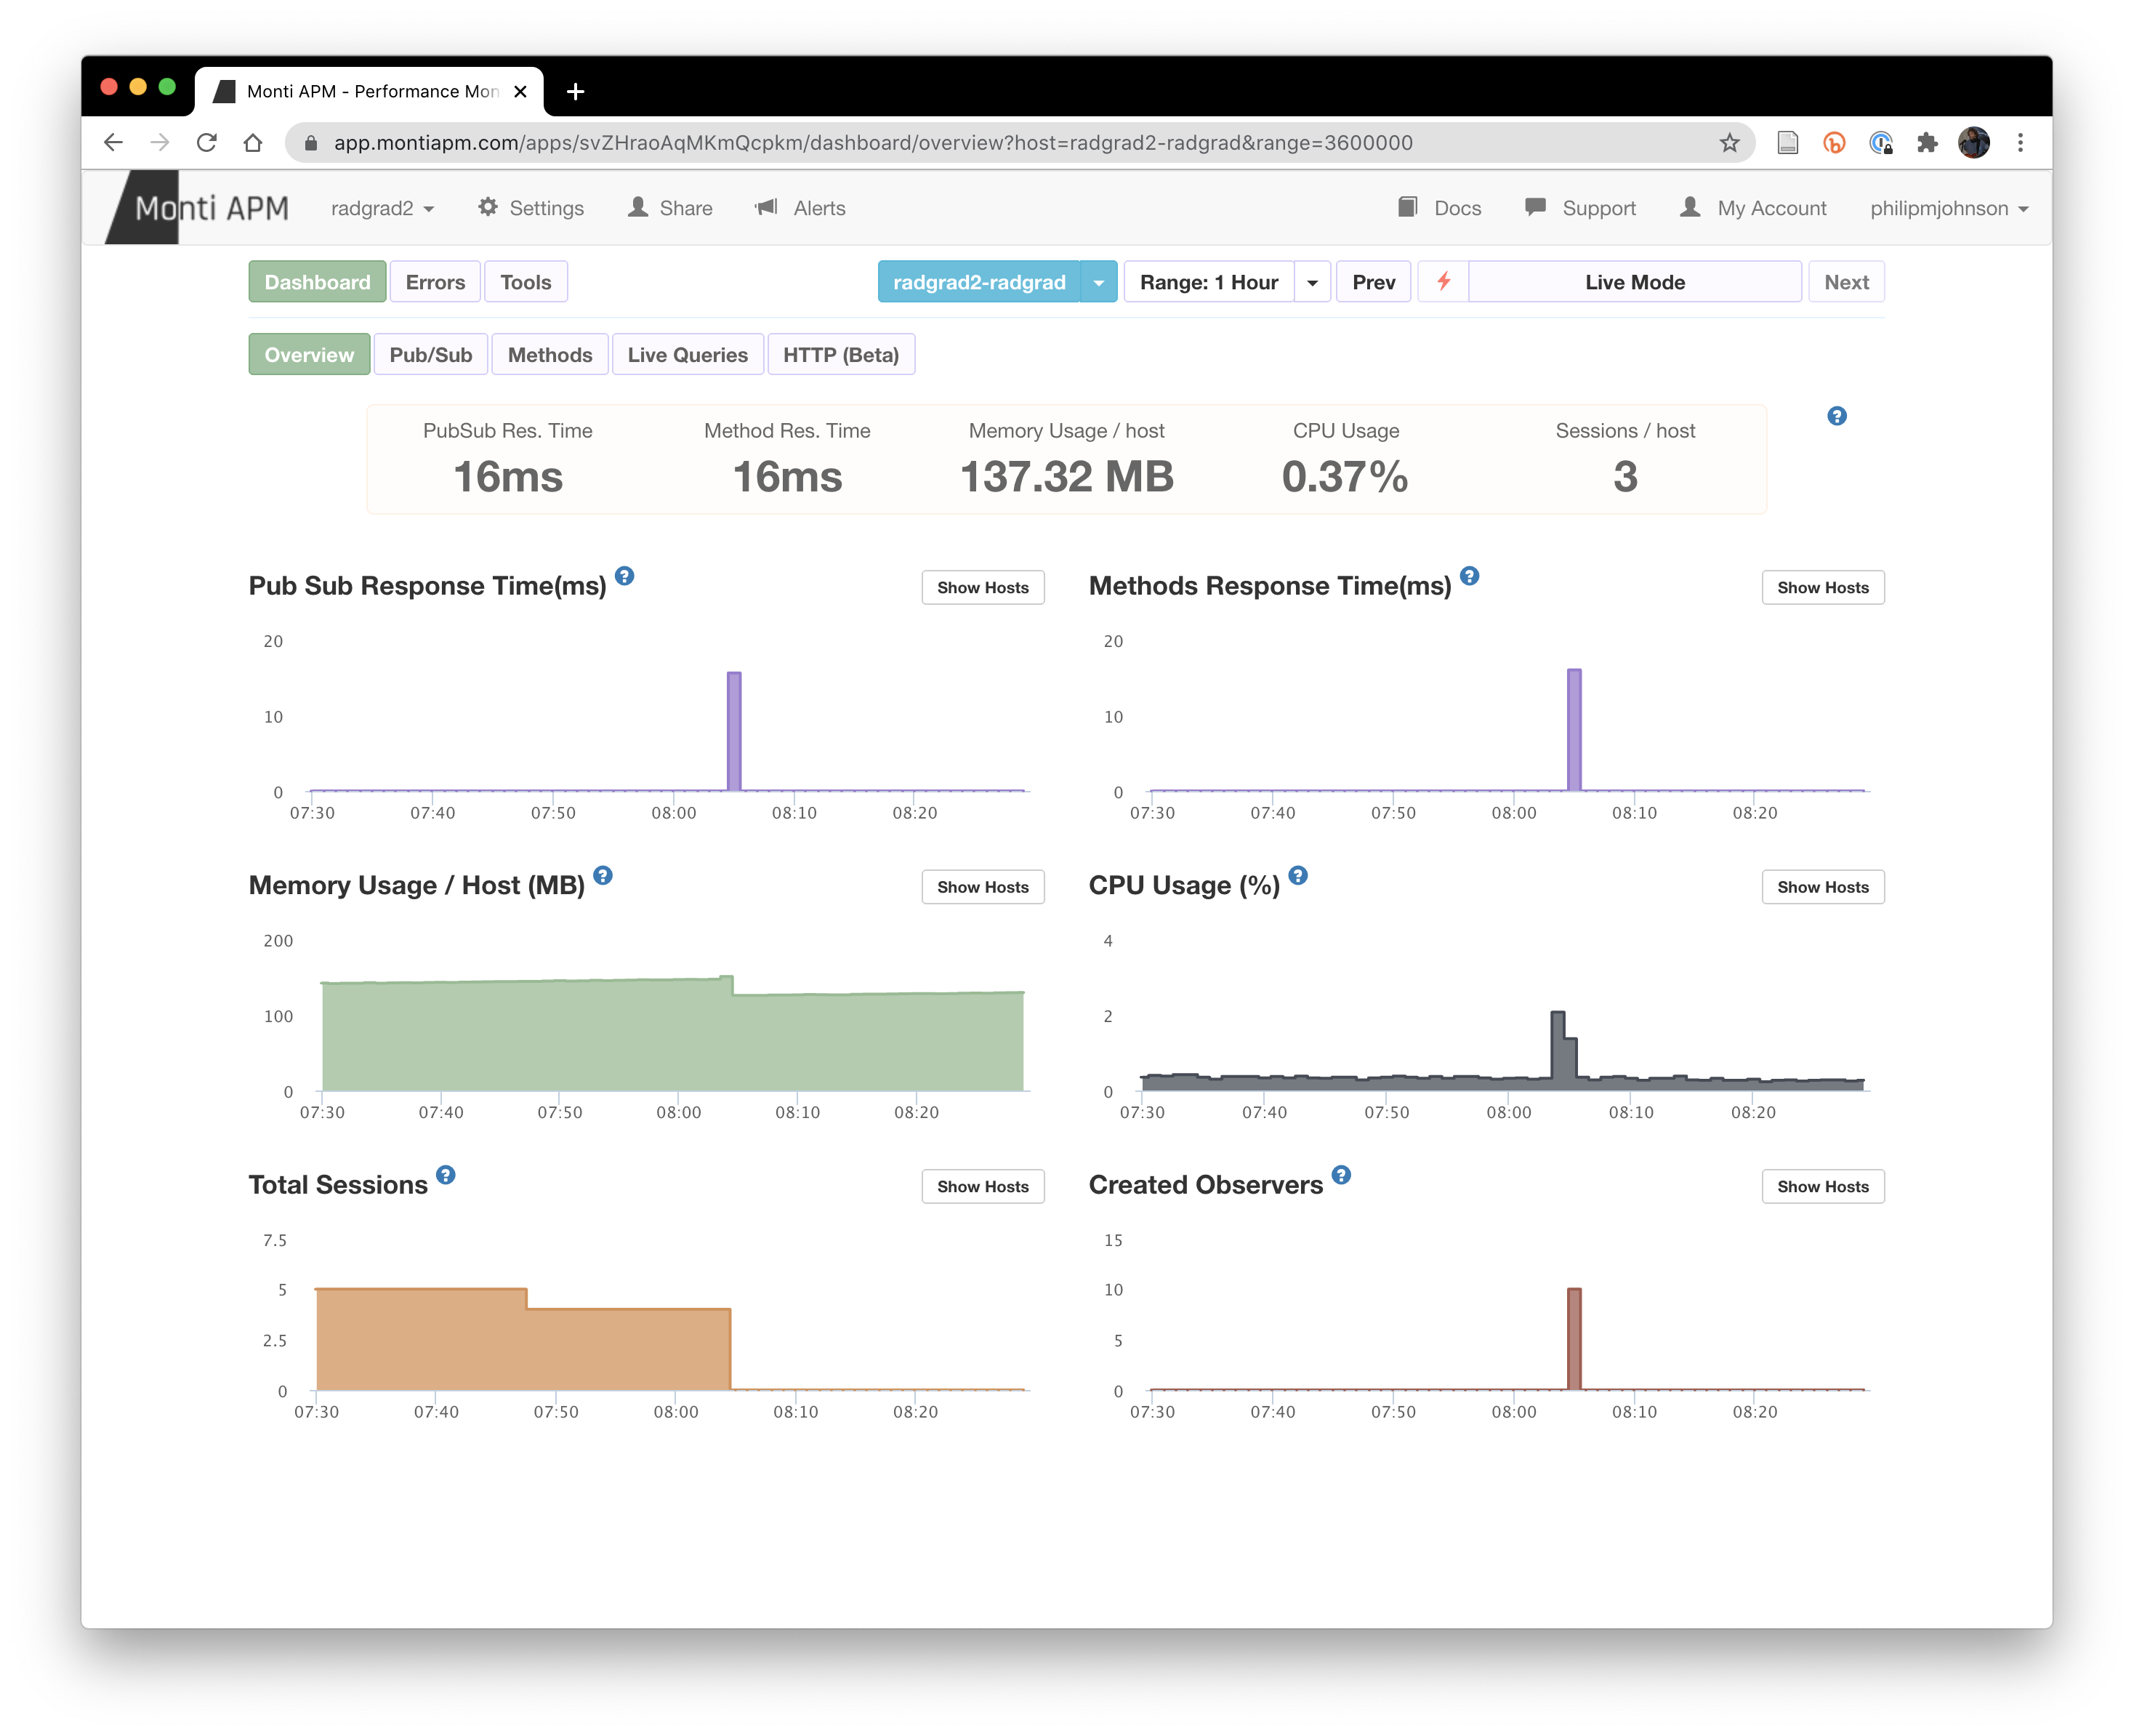 Monti APM - Performance Mon
app.montiapm.com/apps/svZHraoAqMKmQcpkm/dashboard/overview?host=radgrad2-radgrad&range=3600000
Monti APM radgrad2 Settings Share Alerts Docs Support My Account philipmjohnson
Dashboard Errors Tools radgrad2-radgrad Range: 1 Hour Prev Live Mode Next
Overview Pub/Sub Methods Live Queries HTTP (Beta)
PubSub Res. Time Method Res. Time Memory Usage / host CPU Usage Sessions / host
16ms 16ms 137.32 MB 0.37% 3
Pub Sub Response Time(ms) ? Show Hosts
20
10
0
07:30 07:40 07:50 08:00 08:10 08:20
Methods Response Time(ms) ? Show Hosts
20
10
0
07:30 07:40 07:50 08:00 08:10 08:20
Memory Usage / Host (MB) ? Show Hosts
200
100
0
07:30 07:40 07:50 08:00 08:10 08:20
CPU Usage (%) ? Show Hosts
4
2
0
07:30 07:40 07:50 08:00 08:10 08:20
Total Sessions ? Show Hosts
7.5
5
2.5
0
07:30 07:40 07:50 08:00 08:10 08:20
Created Observers ? Show Hosts
15
10
5
0
07:30 07:40 07:50 08:00 08:10 08:20